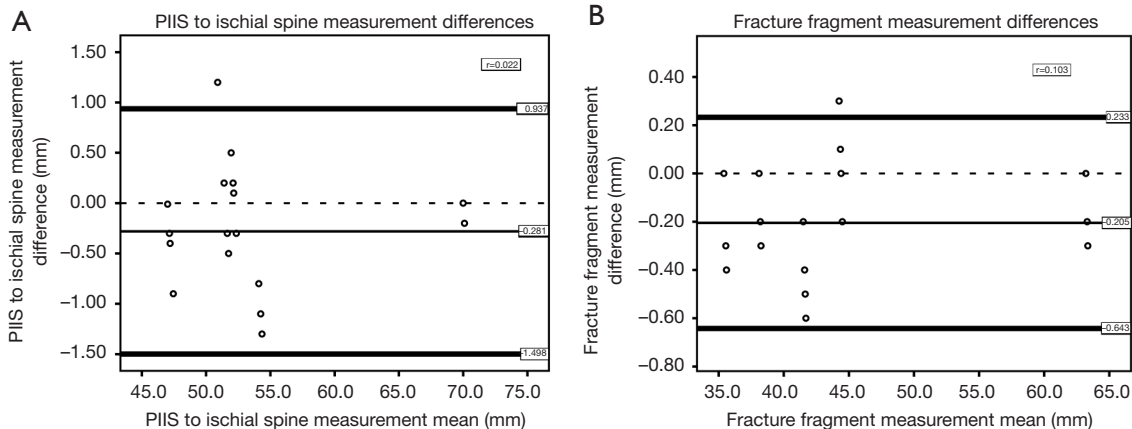 A
PIIS to ischial spine measurement differences
PIIS to ischial spine measurement
difference (mm)
1.50
1.00
0.50
0.00
−0.50
−1.00
−1.50
r=0.022
0.937
-0.281
-1.498
45.0 50.0 55.0 60.0 65.0 70.0 75.0
PIIS to ischial spine measurement mean (mm)
B
Fracture fragment measurement differences
Fracture fragment measurement
difference (mm)
0.40
0.20
0.00
−0.20
−0.40
−0.60
−0.80
r=0.103
0.233
-0.205
-0.643
35.0 40.0 45.0 50.0 55.0 60.0 65.0
Fracture fragment measurement mean (mm)